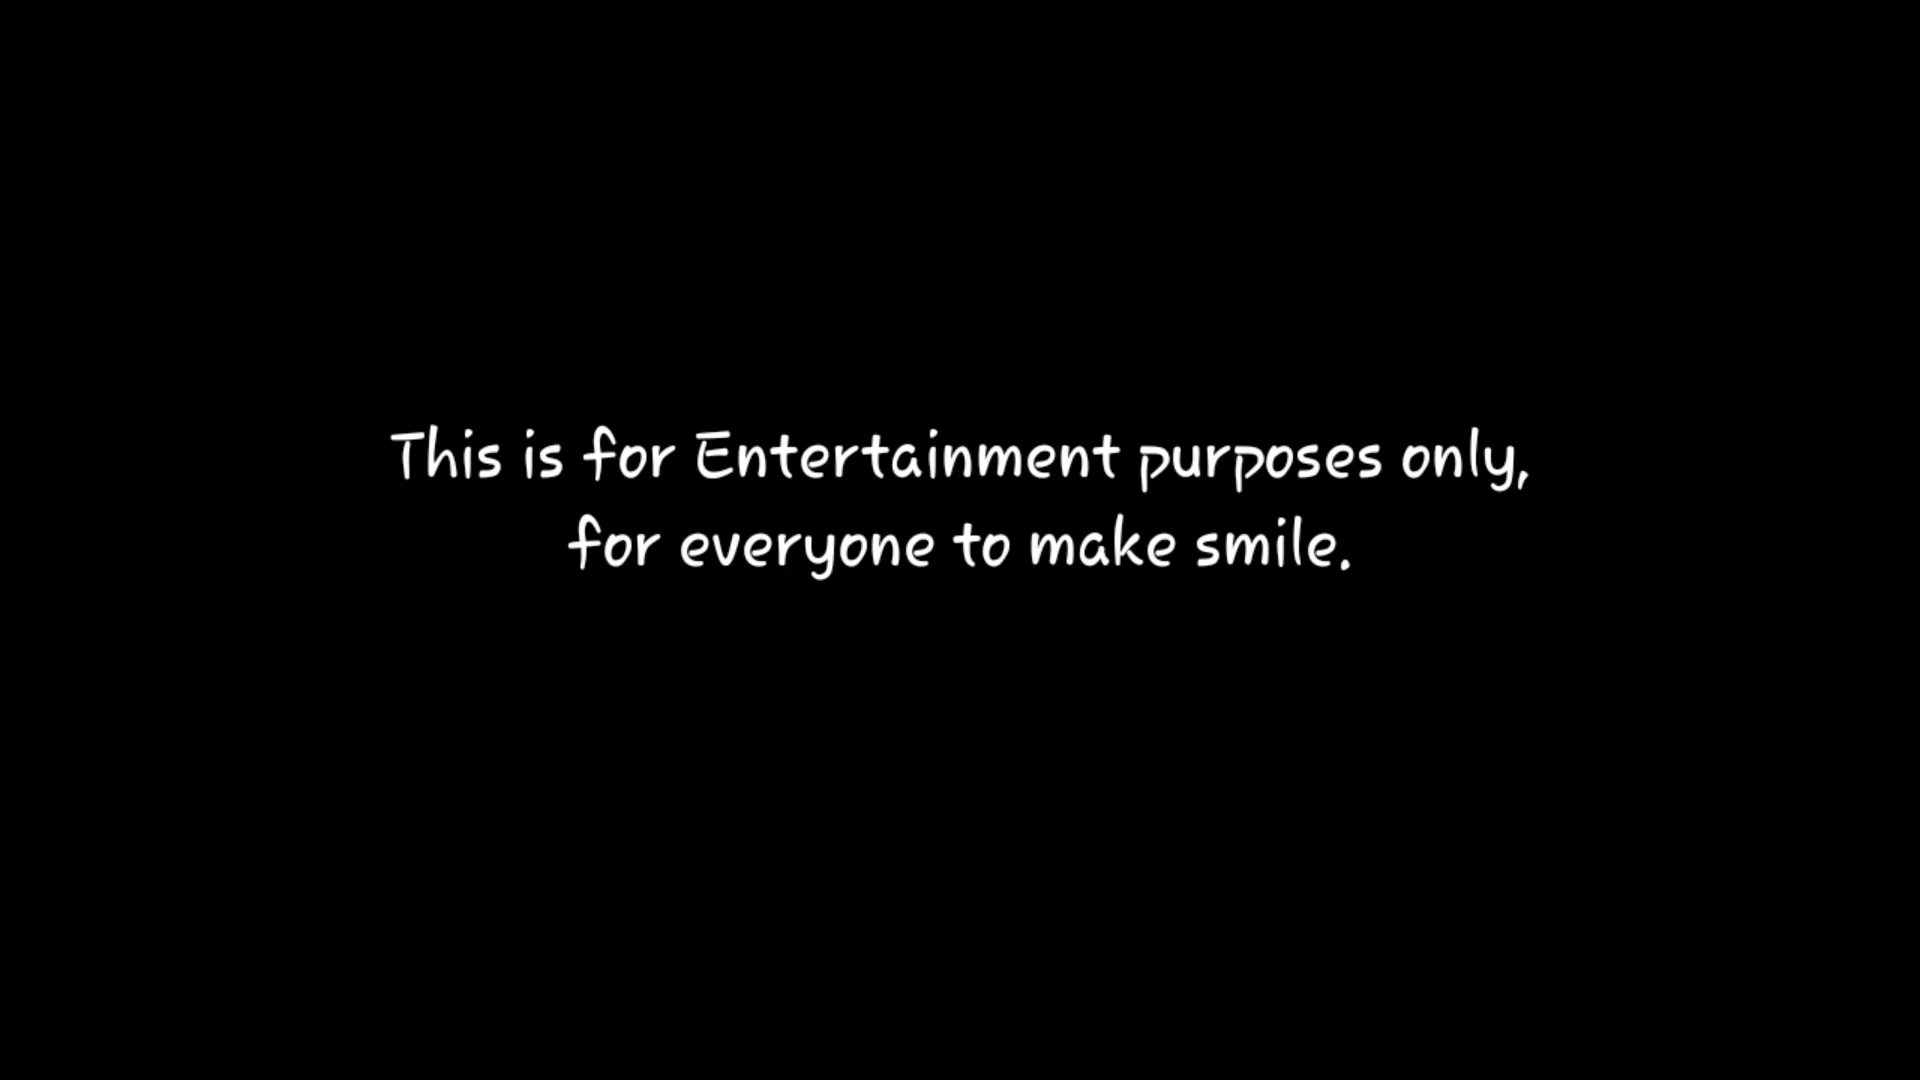 This is for Entertainment purposes only,
for everyone to make smile.